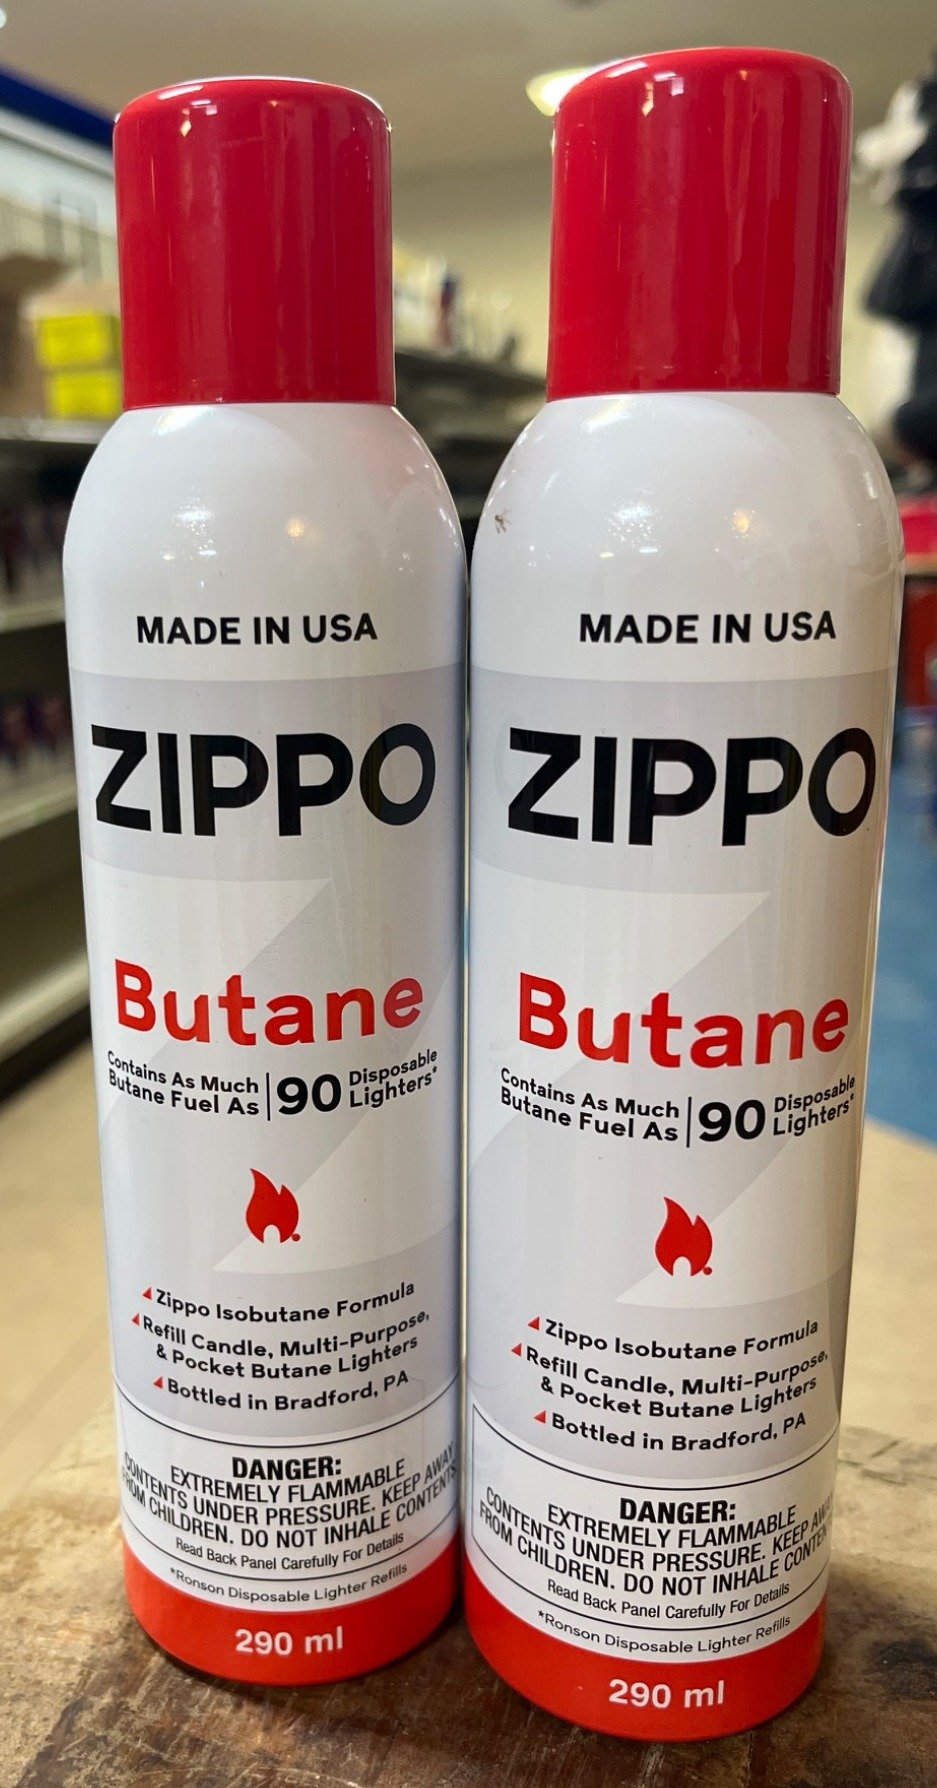 MADE IN USA
ZIPPO
Butane
Contains As Much
Butane Fuel As
90
Disposable
Lighters*
Zippo Isobutane Formula
Refill Candle, Multi-Purpose,
& Pocket Butane Lighters
Bottled in Bradford, PA
DANGER:
EXTREMELY FLAMMABLE
CONTENTS UNDER PRESSURE. KEEP AWAY
FROM CHILDREN. DO NOT INHALE CONTENTS
Read Back Panel Carefully For Details
*Ronson Disposable Lighter Refills
290 ml
MADE IN USA
ZIPPO
Butane
Contains As Much
Butane Fuel As
90
Disposable
Lighters*
Zippo Isobutane Formula
Refill Candle, Multi-Purpose,
& Pocket Butane Lighters
Bottled in Bradford, PA
DANGER:
EXTREMELY FLAMMABLE
CONTENTS UNDER PRESSURE. KEEP AWAY
FROM CHILDREN. DO NOT INHALE CONTENTS
Read Back Panel Carefully For Details
*Ronson Disposable Lighter Refills
290 ml